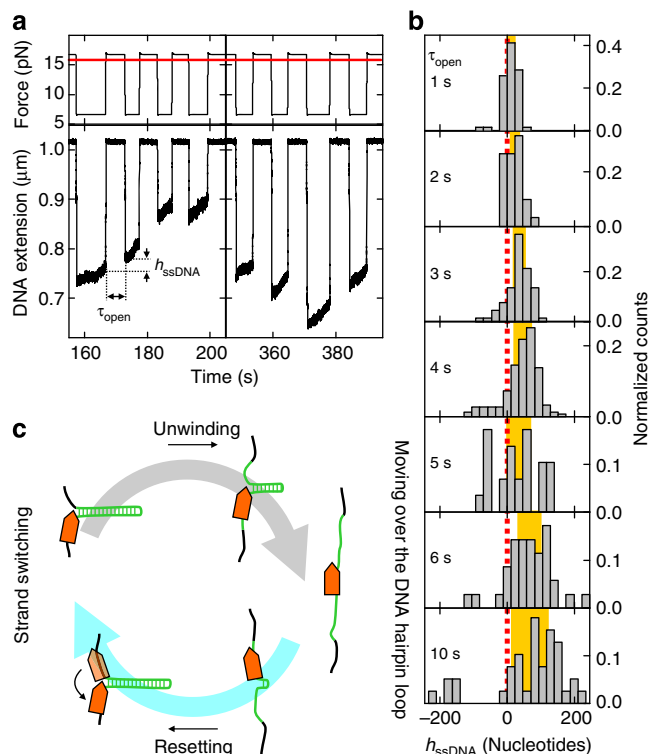 a
Force (pN)
15
10
5
DNA extension (μm)
1.0
0.9
0.8
0.7
hssDNA
τopen
160 180 200 360 380
Time (s)
b
τopen
1 s
2 s
3 s
4 s
5 s
6 s
10 s
0.4
0.2
0.0
0.2
0.0
0.2
0.0
0.2
0.0
0.1
0.0
0.1
0.0
0.1
0.0
Normalized counts
−200 0 200
hssDNA (Nucleotides)
c
Unwinding
Strand switching
Moving over the DNA hairpin loop
Resetting